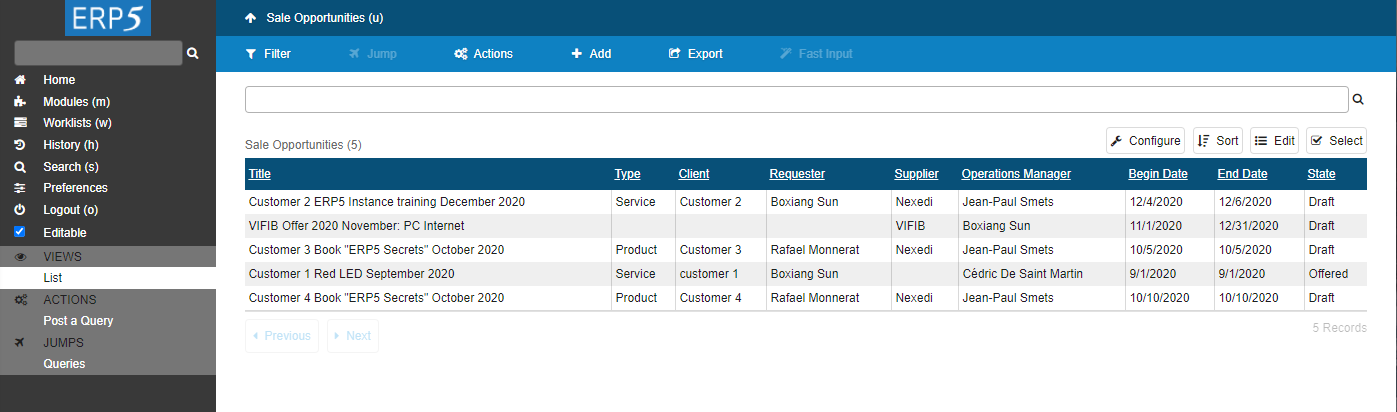 ERP5
Home
Modules (m)
Worklists (w)
History (h)
Search (s)
Preferences
Logout (o)
Editable
VIEWS
List
ACTIONS
Post a Query
JUMPS
Queries
Sale Opportunities (u)
Filter Jump Actions Add Export Fast Input
Sale Opportunities (5) Configure Sort Edit Select
Title Type Client Requester Supplier Operations Manager Begin Date End Date State
Customer 2 ERP5 Instance training December 2020 Service Customer 2 Boxiang Sun Nexedi Jean-Paul Smets 12/4/2020 12/6/2020 Draft
VIFIB Offer 2020 November: PC Internet VIFIB Boxiang Sun 11/1/2020 12/31/2020 Draft
Customer 3 Book "ERP5 Secrets" October 2020 Product Customer 3 Rafael Monnerat Nexedi Jean-Paul Smets 10/5/2020 10/5/2020 Draft
Customer 1 Red LED September 2020 Service customer 1 Boxiang Sun Cédric De Saint Martin 9/1/2020 9/1/2020 Offered
Customer 4 Book "ERP5 Secrets" October 2020 Product Customer 4 Rafael Monnerat Nexedi Jean-Paul Smets 10/10/2020 10/10/2020 Draft
Previous Next 5 Records